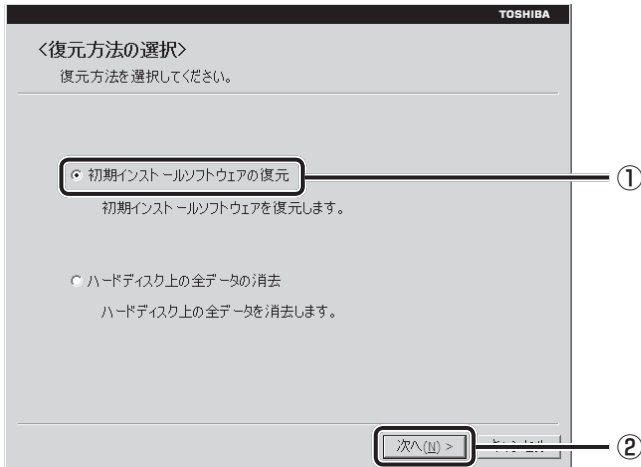 TOSHIBA
<復元方法の選択>
復元方法を選択してください。
初期インストールソフトウェアの復元
①
初期インストールソフトウェアを復元します。
ハードディスク上の全データの消去
ハードディスク上の全データを消去します。
次へ(N) >
②